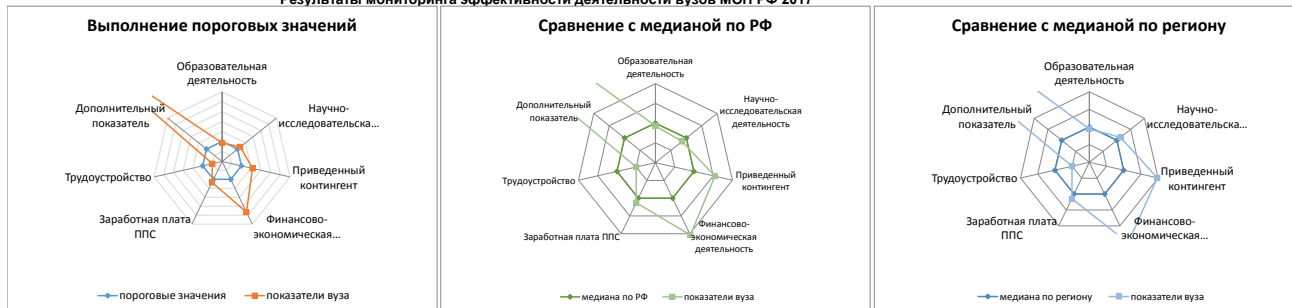 Результаты мониторинга эффективности деятельности вузов МОН РФ 2017
Выполнение пороговых значений
Образовательная
деятельность
Научно-
исследовательска...
Приведенный
контингент
Финансово-
экономическая...
Заработная плата
ППС
Трудоустройство
Дополнительный
показатель
пороговые значения
показатели вуза
Сравнение с медианой по РФ
Образовательная
деятельность
Научно-
исследовательская
деятельность
Приведенный
контингент
Финансово-
экономическая
деятельность
Заработная плата ППС
Трудоустройство
Дополнительный
показатель
медиана по РФ
показатели вуза
Сравнение с медианой по региону
Образовательная
деятельность
Научно-
исследовательска...
Приведенный
контингент
Финансово-
экономическая...
Заработная плата
ППС
Трудоустройство
Дополнительный
показатель
медиана по региону
показатели вуза